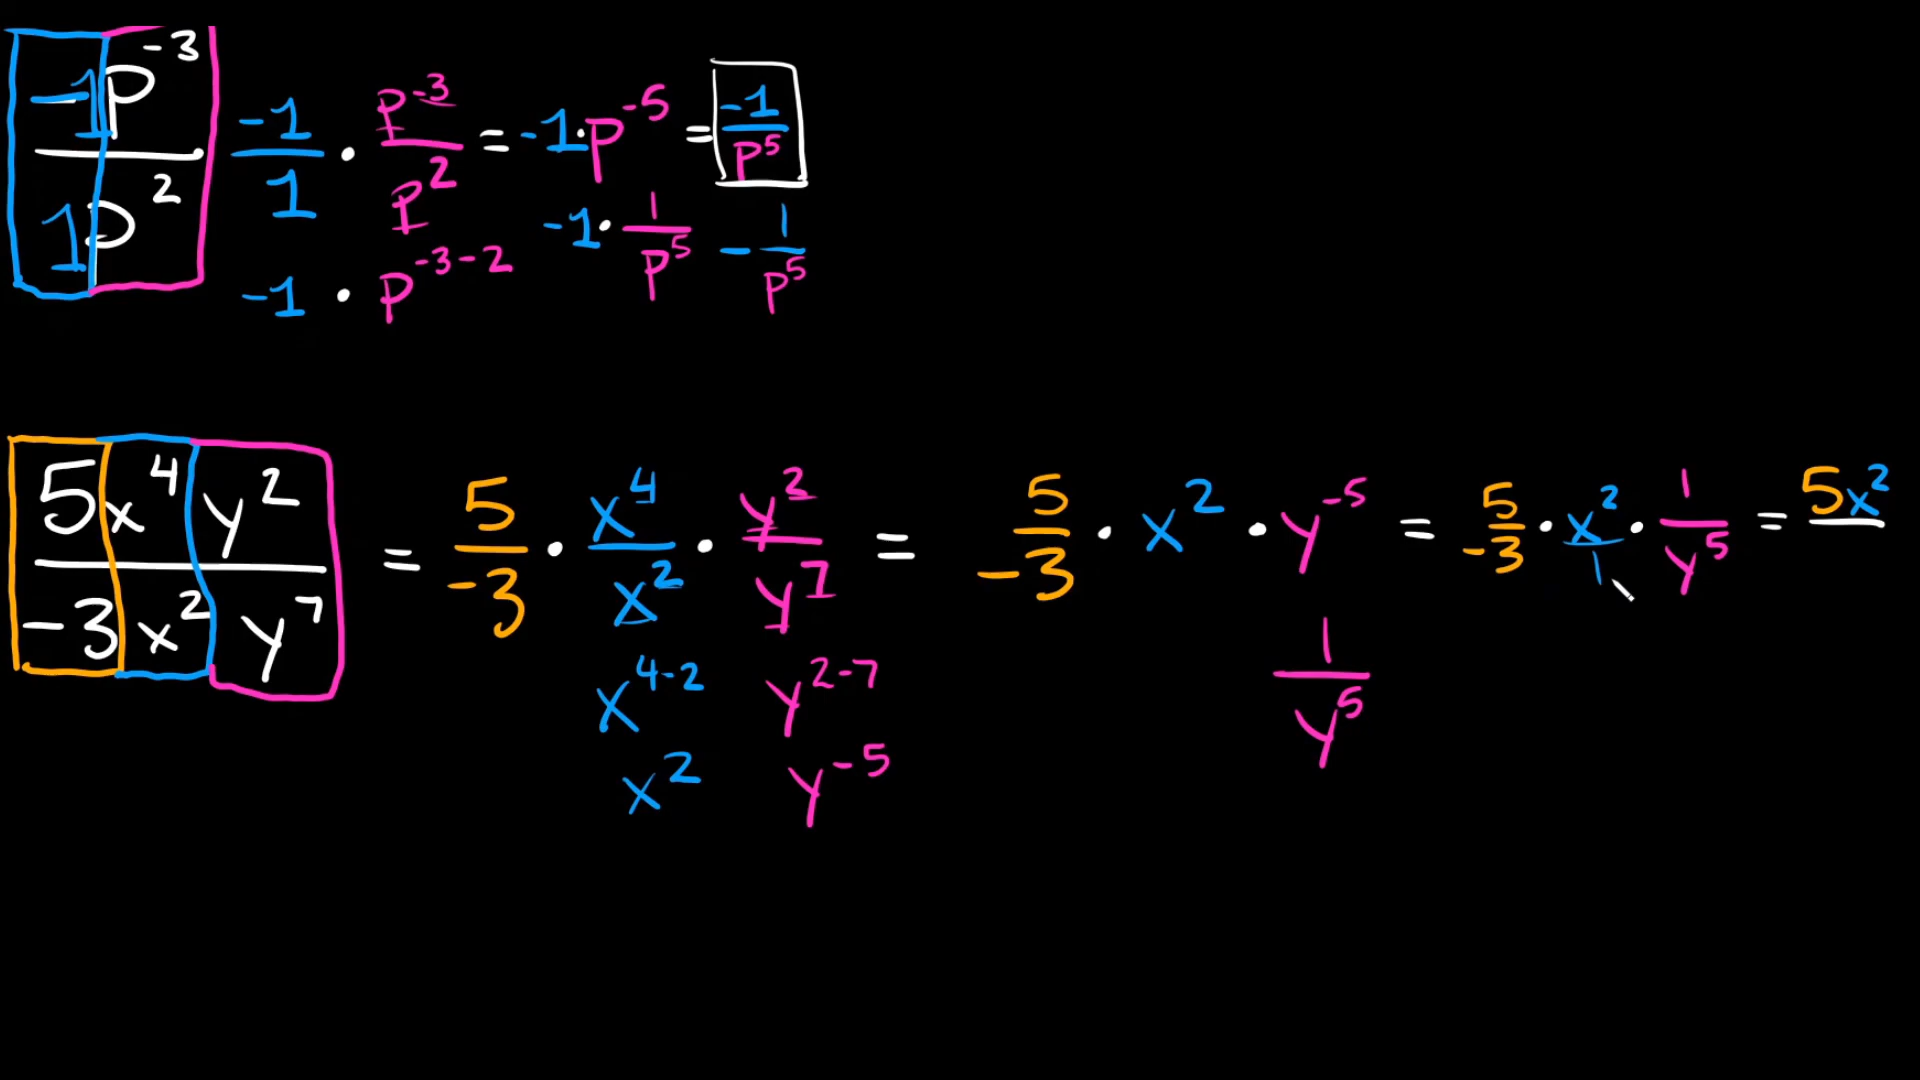 -1p^-3 / 1p^2 -1/1 · p^-3/p^2 = -1·p^-5 = -1/p^5
-1 · p^-3-2 -1 · 1/p^5 -1/p^5
5x^4y^2 / -3x^2y^7 = 5/-3 · x^4/x^2 · y^2/y^7 = 5/-3 · x^2 · y^-5 = 5/-3 · x^2/1 · 1/y^5 = 5x^2
x^4-2 y^2-7 1/y^5
x^2 y^-5